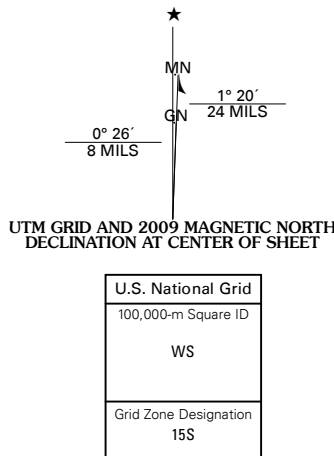 ★
MN
1° 20´
24 MILS
GN
0° 26´
8 MILS
UTM GRID AND 2009 MAGNETIC NORTH
DECLINATION AT CENTER OF SHEET
U.S. National Grid
100,000-m Square ID
WS
Grid Zone Designation
15S